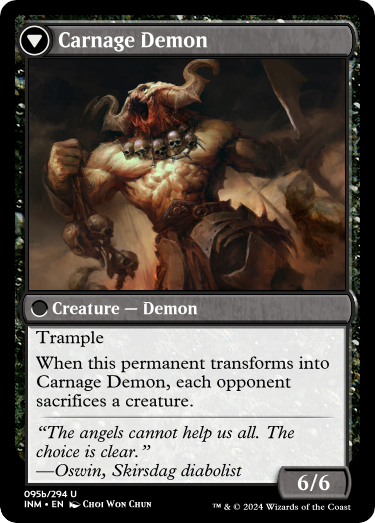 Carnage Demon
Creature — Demon
Trample
When this permanent transforms into
Carnage Demon, each opponent
sacrifices a creature.
“The angels cannot help us all. The
choice is clear.”
—Oswin, Skirsdag diabolist
6/6
095b/294 U
INM • EN Choi Won Chun
™ & © 2024 Wizards of the Coast